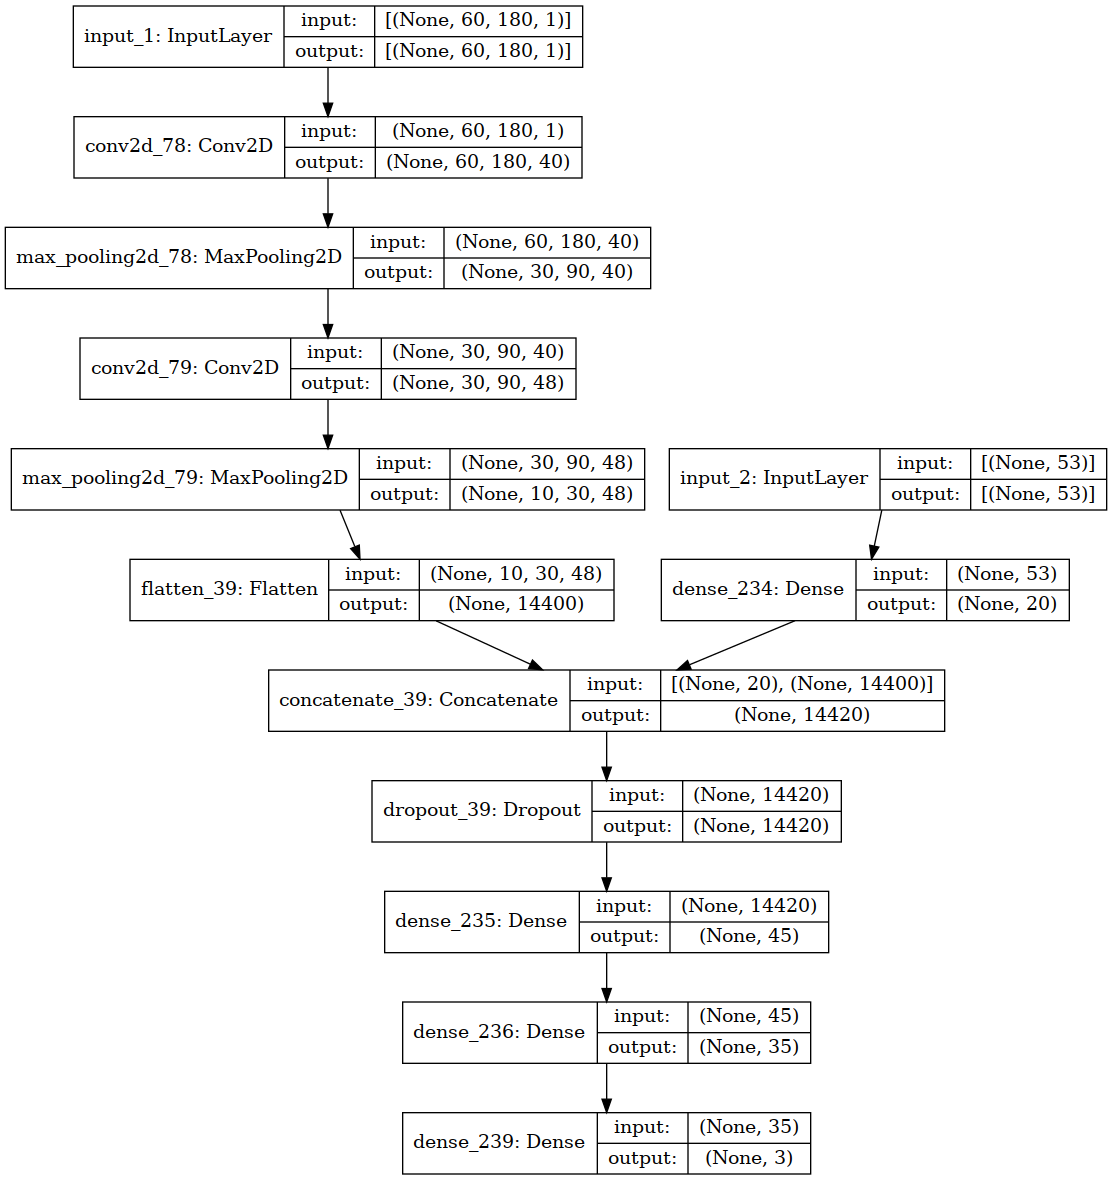 input_1: InputLayer
input: [(None, 60, 180, 1)]
output: [(None, 60, 180, 1)]
conv2d_78: Conv2D
input: (None, 60, 180, 1)
output: (None, 60, 180, 40)
max_pooling2d_78: MaxPooling2D
input: (None, 60, 180, 40)
output: (None, 30, 90, 40)
conv2d_79: Conv2D
input: (None, 30, 90, 40)
output: (None, 30, 90, 48)
max_pooling2d_79: MaxPooling2D
input: (None, 30, 90, 48)
output: (None, 10, 30, 48)
input_2: InputLayer
input: [(None, 53)]
output: [(None, 53)]
flatten_39: Flatten
input: (None, 10, 30, 48)
output: (None, 14400)
dense_234: Dense
input: (None, 53)
output: (None, 20)
concatenate_39: Concatenate
input: [(None, 20), (None, 14400)]
output: (None, 14420)
dropout_39: Dropout
input: (None, 14420)
output: (None, 14420)
dense_235: Dense
input: (None, 14420)
output: (None, 45)
dense_236: Dense
input: (None, 45)
output: (None, 35)
dense_239: Dense
input: (None, 35)
output: (None, 3)